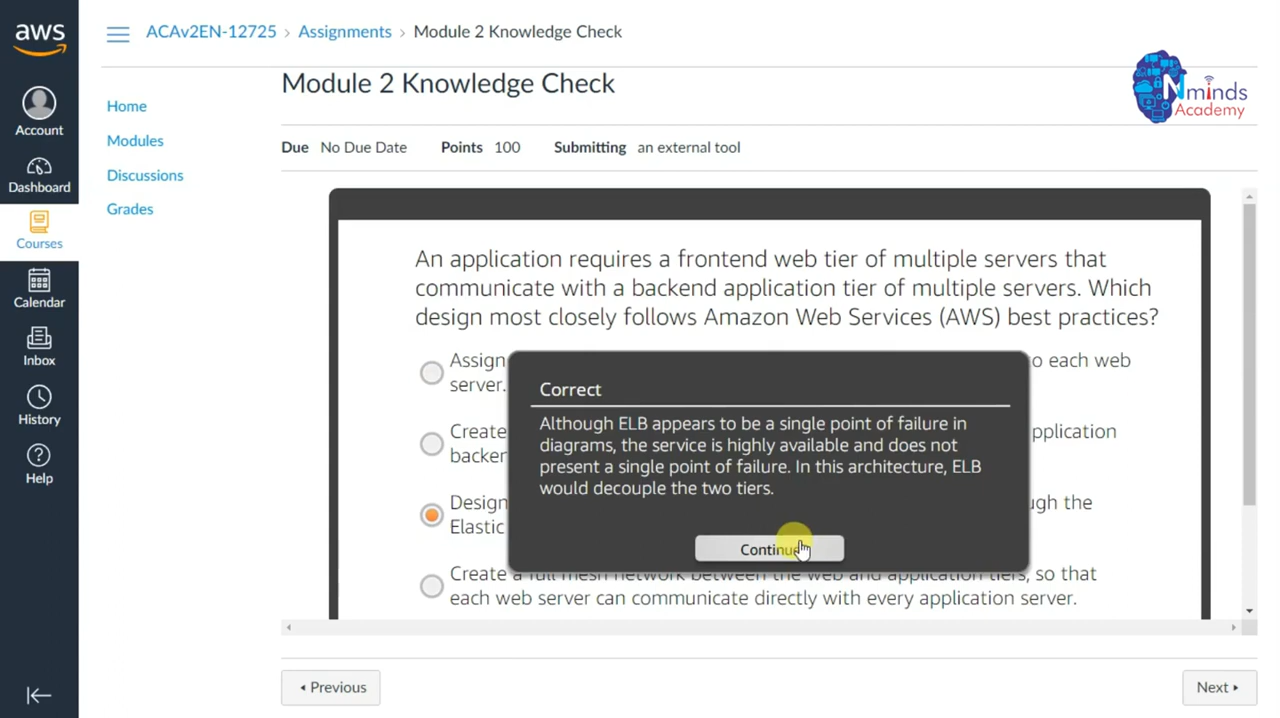 aws
ACAv2EN-12725 › Assignments › Module 2 Knowledge Check
Nminds
Academy
Account
Dashboard
Courses
Calendar
Inbox
History
Help
Home
Modules
Discussions
Grades
Module 2 Knowledge Check
Due No Due Date Points 100 Submitting an external tool
An application requires a frontend web tier of multiple servers that
communicate with a backend application tier of multiple servers. Which
design most closely follows Amazon Web Services (AWS) best practices?
Assign o each web
server.
Create pplication
Design ugh the
Elastic
Create a full mesh network between the web and application tiers, so that
each web server can communicate directly with every application server.
Correct
Although ELB appears to be a single point of failure in
diagrams, the service is highly available and does not
present a single point of failure. In this architecture, ELB
would decouple the two tiers.
Continue
Previous
Next